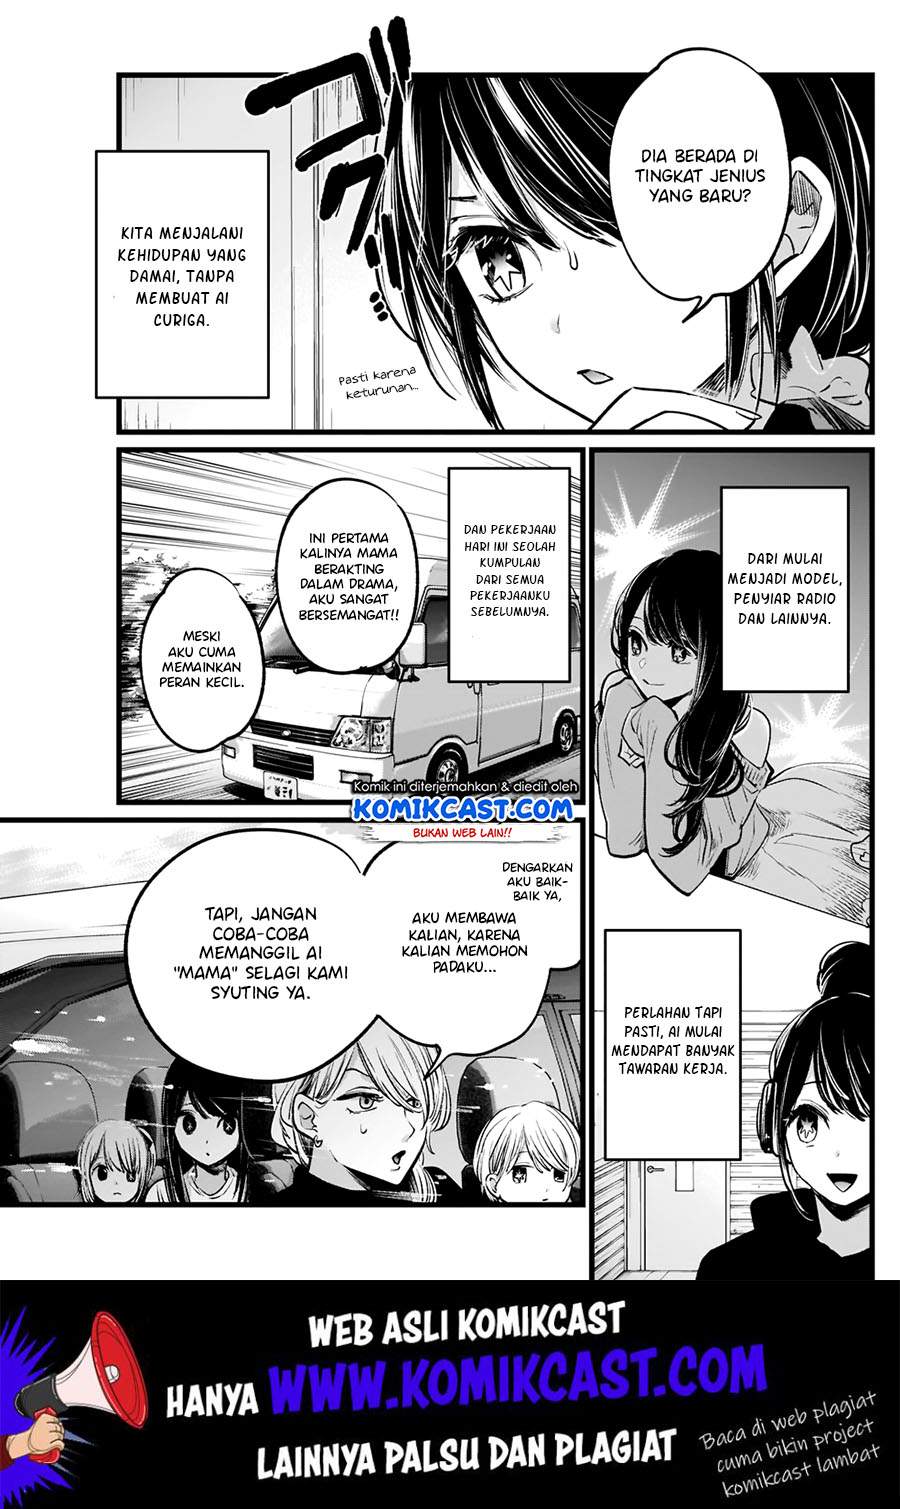 DIA BERADA DI
TINGKAT JENIUS
YANG BARU?
KITA MENJALANI
KEHIDUPAN YANG
DAMAI, TANPA
MEMBUAT AI
CURIGA.
Pasti karena
keturunan...
DARI MULAI
MENJADI MODEL,
PENYIAR RADIO
DAN LAINNYA.
DAN PEKERJAAN
HARI INI SEOLAH
KUMPULAN
DARI SEMUA
PEKERJAANKU
SEBELUMNYA.
INI PERTAMA
KALINYA MAMA
BERAKTING
DALAM DRAMA,
AKU SANGAT
BERSEMANGAT!!
MESKI
AKU CUMA
MEMAINKAN
PERAN KECIL.
Komik ini diterjemahkan & diedit oleh
KOMIKCAST.COM
BUKAN WEB LAIN!!
PERLAHAN TAPI
PASTI, AI MULAI
MENDAPAT BANYAK
TAWARAN KERJA.
DENGARKAN
AKU BAIK-
BAIK YA,
AKU MEMBAWA
KALIAN, KARENA
KALIAN MEMOHON
PADAKU...
TAPI, JANGAN
COBA-COBA
MEMANGGIL AI
"MAMA" SELAGI KAMI
SYUTING YA.
WEB ASLI KOMIKCAST
HANYA WWW.KOMIKCAST.COM
LAINNYA PALSU DAN PLAGIAT
Baca di web plagiat
cuma bikin project
komikcast lambat